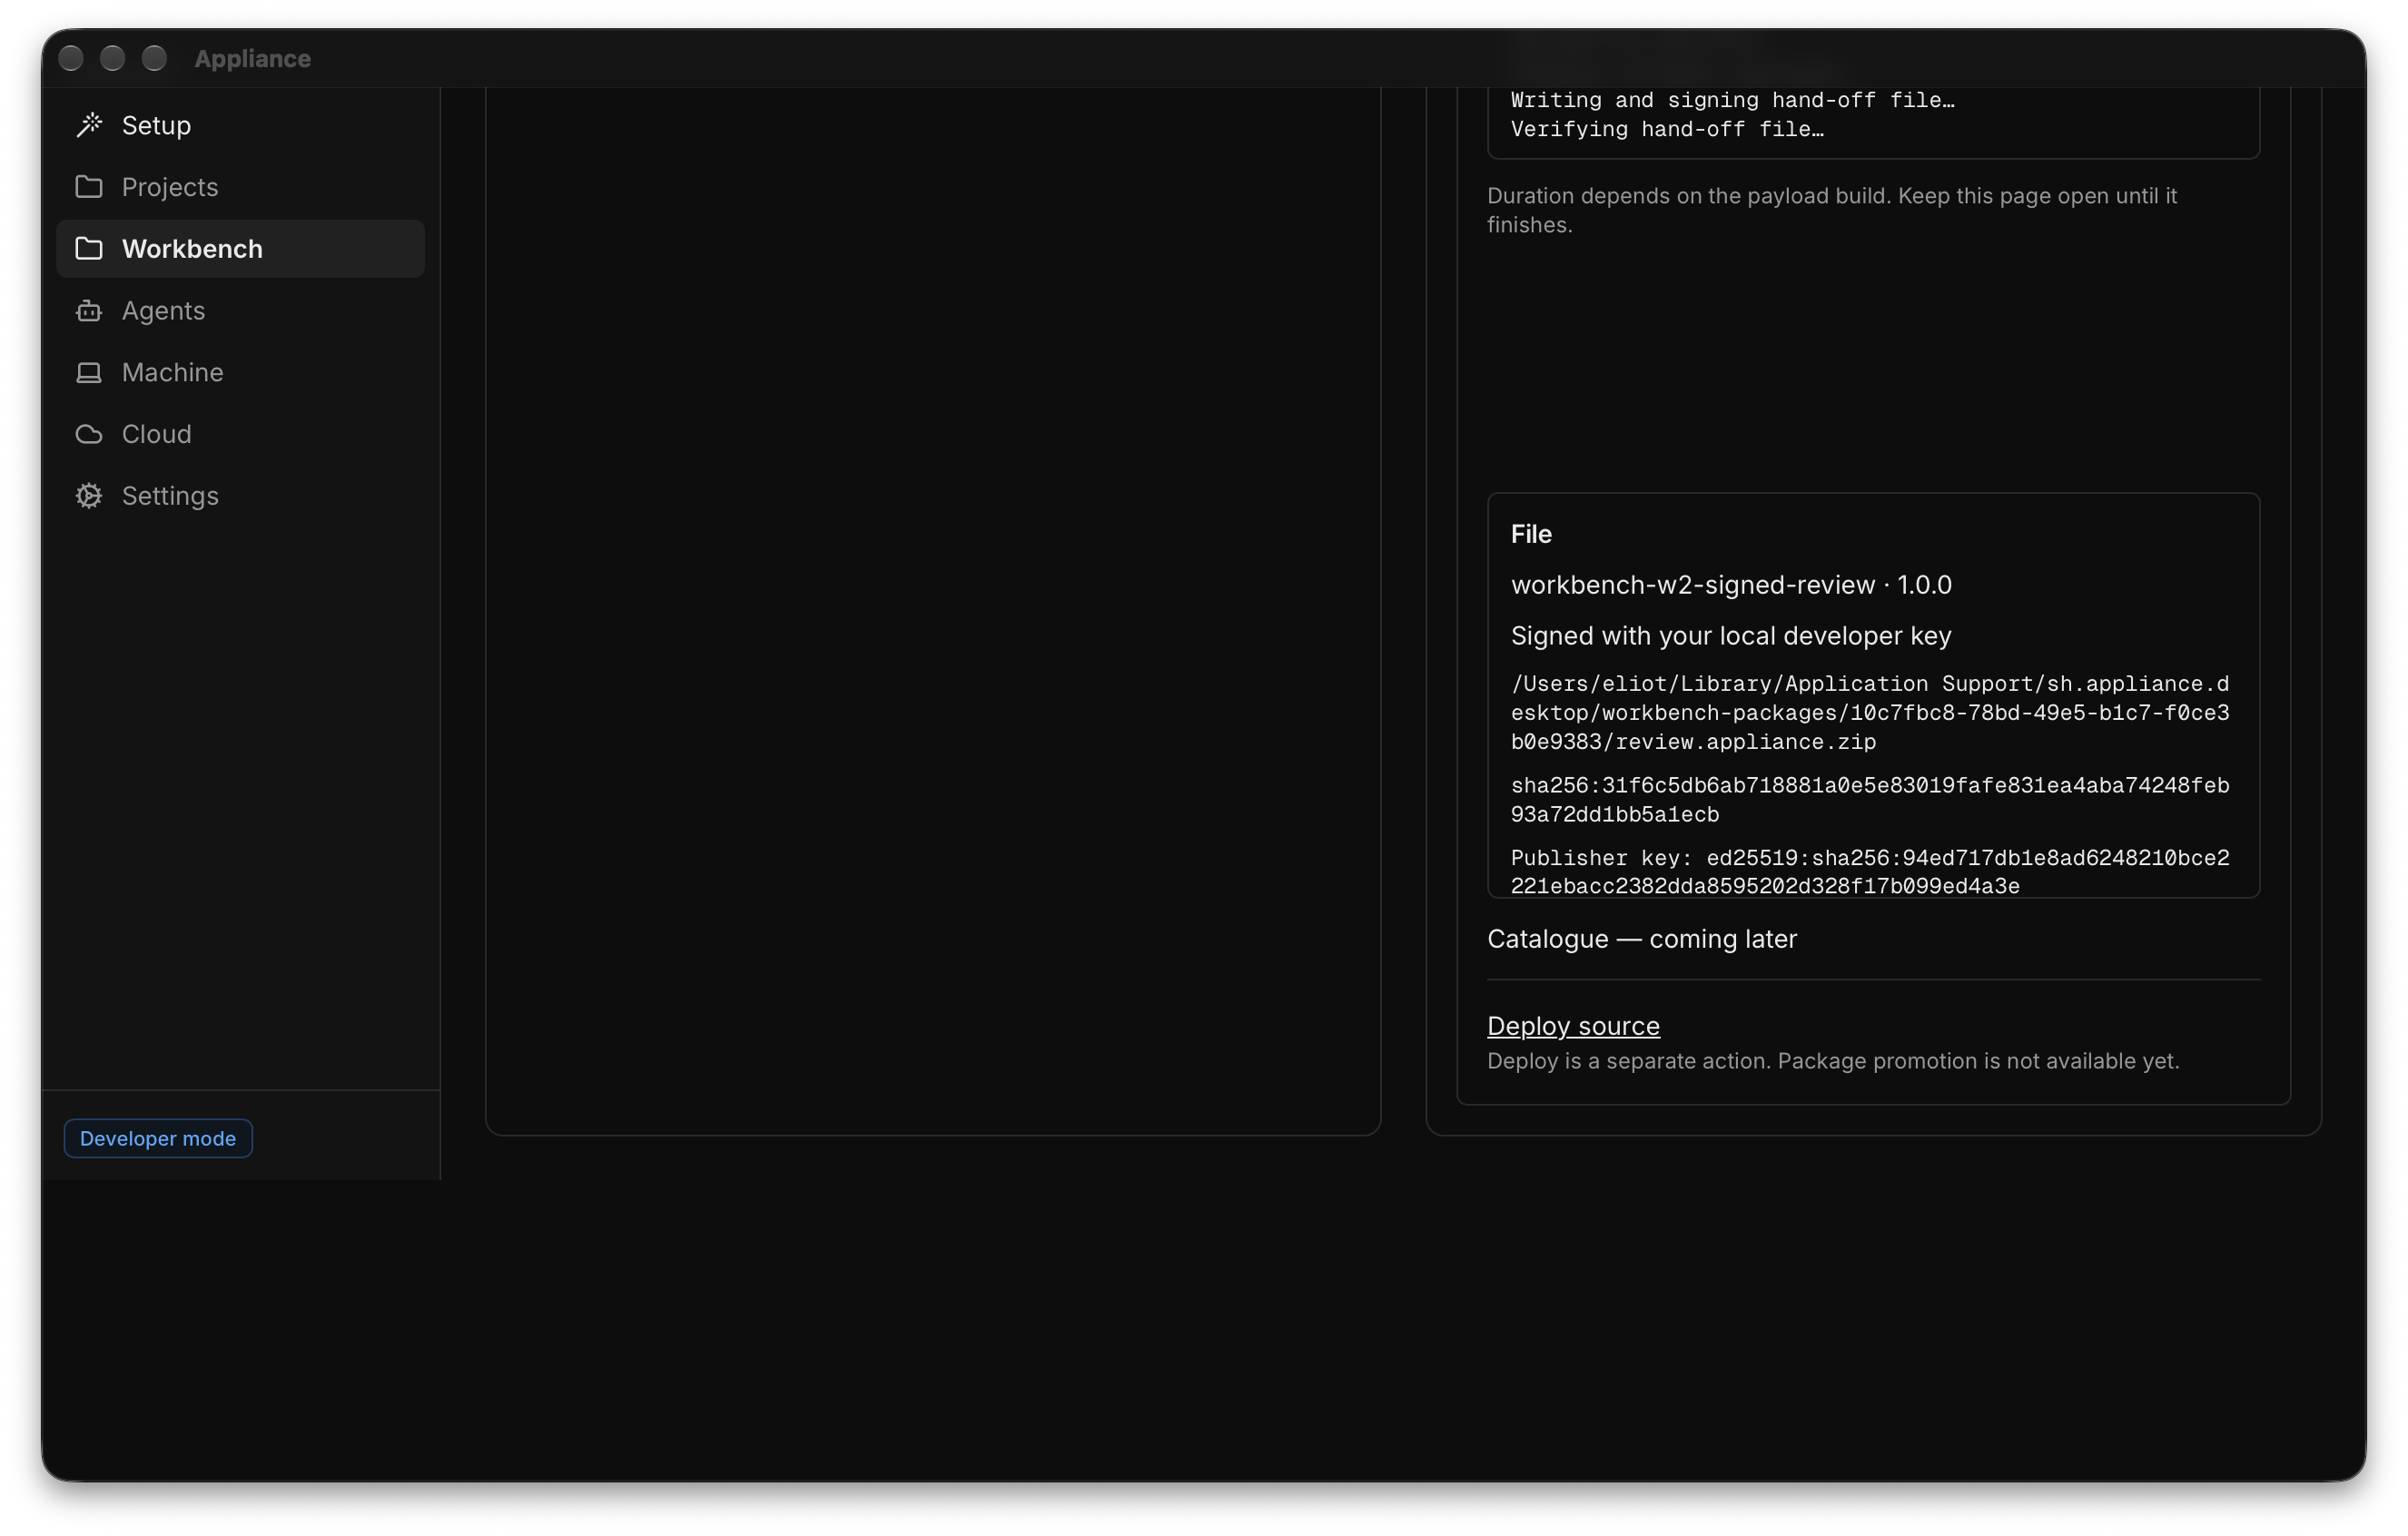 Appliance
Setup
Projects
Workbench
Agents
Machine
Cloud
Settings
Developer mode
Writing and signing hand-off file…
Verifying hand-off file…
Duration depends on the payload build. Keep this page open until it
finishes.
File
workbench-w2-signed-review · 1.0.0
Signed with your local developer key
/Users/eliot/Library/Application Support/sh.appliance.d
esktop/workbench-packages/10c7fbc8-78bd-49e5-b1c7-f0ce3
b0e9383/review.appliance.zip
sha256:31f6c5db6ab718881a0e5e83019fafe831ea4aba74248feb
93a72dd1bb5a1ecb
Publisher key: ed25519:sha256:94ed717db1e8ad6248210bce2
221ebacc2382dda8595202d328f17b099ed4a3e
Catalogue — coming later
Deploy source
Deploy is a separate action. Package promotion is not available yet.